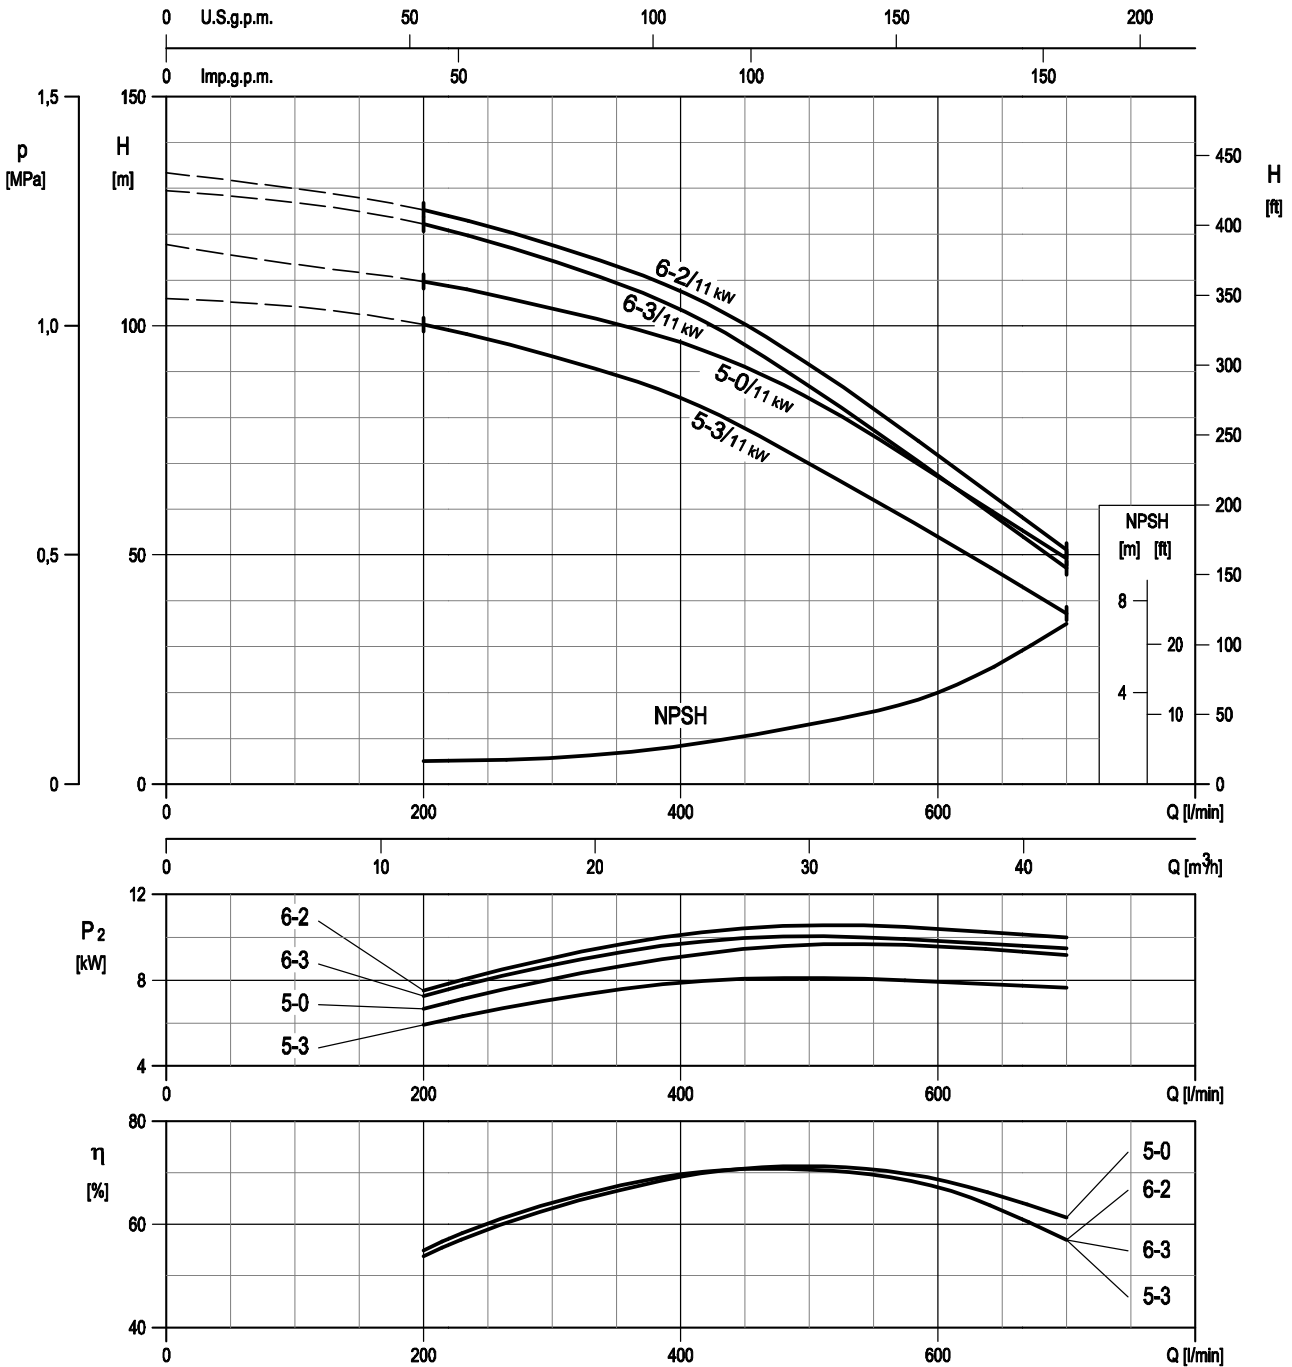 0 U.S.g.p.m. 50 100 150 200
0 Imp.g.p.m. 50 100 150
1,5 150
p H
[MPa] [m]
450
H
[ft]
400
350
1,0 100
300
250
200
0,5 50
150
100
50
0 0 0
6-2/11 kW
6-3/11 kW
5-0/11 kW
5-3/11 kW
NPSH
[m] [ft]
8
20
4
10
NPSH
0 200 400 600 Q [l/min]
0 10 20 30 40 Q [m³/h]
12
P2
[kW]
8
4
6-2
6-3
5-0
5-3
0 200 400 600 Q [l/min]
80
η
[%]
60
40
5-0
6-2
6-3
5-3
0 200 400 600 Q [l/min]